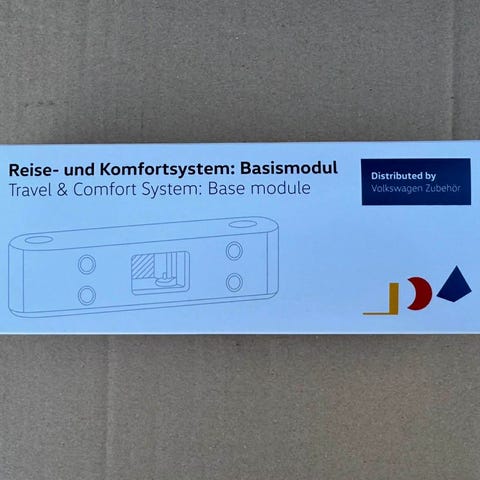 Reise- und Komfortsystem: Basismodul
Travel & Comfort System: Base module
Distributed by
Volkswagen Zubehör